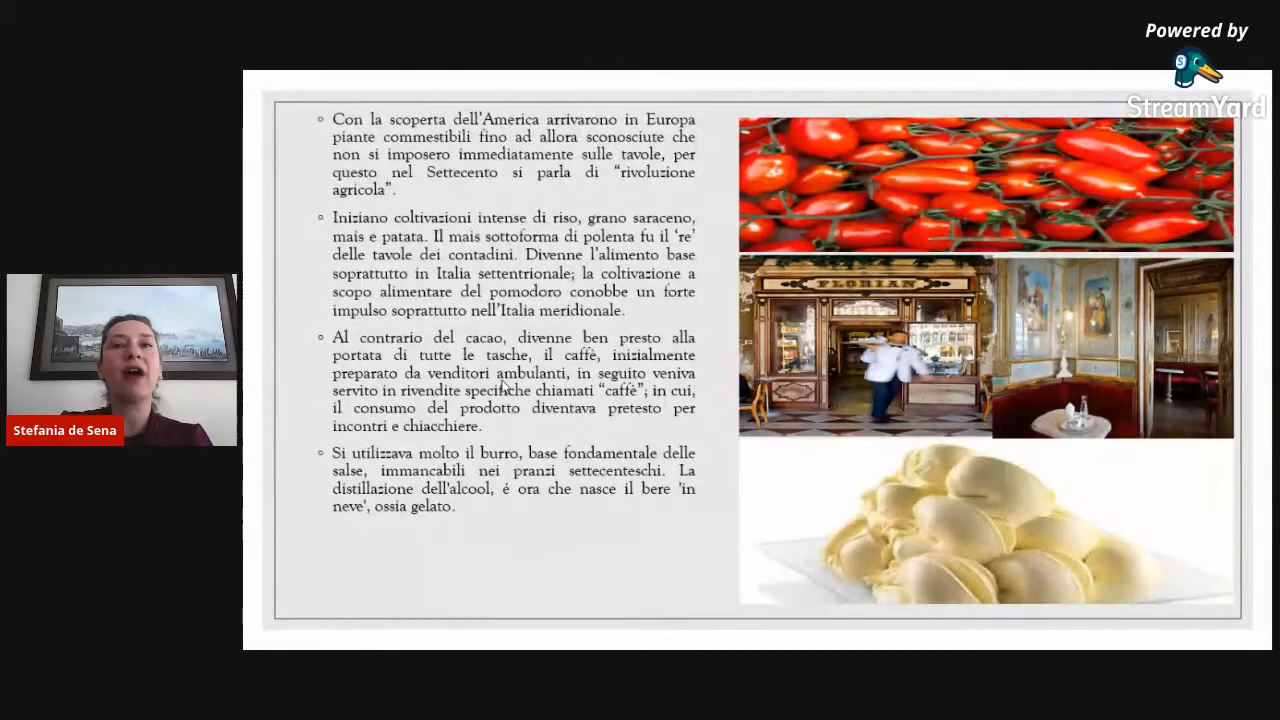 Powered by
StreamYard
Con la scoperta dell'America arrivarono in Europa
piante commestibili fino ad allora sconosciute che
non si imposero immediatamente sulle tavole, per
questo nel Settecento si parla di “rivoluzione
agricola”.
Iniziano coltivazioni intense di riso, grano saraceno,
mais e patata. Il mais sottoforma di polenta fu il ‘re’
delle tavole dei contadini. Divenne l'alimento base
soprattutto in Italia settentrionale; la coltivazione a
scopo alimentare del pomodoro conobbe un forte
impulso soprattutto nell'Italia meridionale.
Al contrario del cacao, divenne ben presto alla
portata di tutte le tasche, il caffè, inizialmente
preparato da venditori ambulanti, in seguito veniva
servito in rivendite specifiche chiamati “caffè”; in cui,
il consumo del prodotto diventava pretesto per
incontri e chiacchiere.
Si utilizzava molto il burro, base fondamentale delle
salse, immancabili nei pranzi settecenteschi. La
distillazione dell'alcool, é ora che nasce il bere 'in
neve', ossia gelato.
FLORIAN
Stefania de Sena